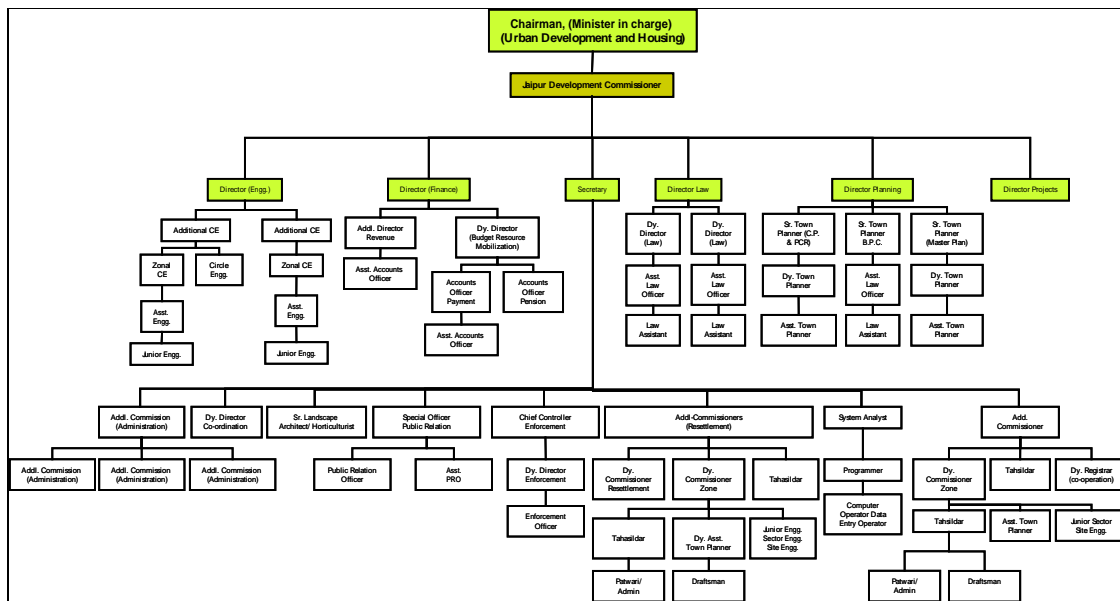 Chairman, (Minister in charge)
(Urban Development and Housing)
Jaipur Development Commissioner
Director (Engg.)
Director (Finance)
Secretary
Director Law
Director Planning
Director Projects
Additional CE
Additional CE
Zonal
CE
Circle
Engg.
Zonal CE
Asst.
Engg.
Asst.
Engg.
Junior Engg.
Junior Engg.
Addl. Director
Revenue
Dy. Director
(Budget Resource
Mobilization)
Asst. Accounts
Officer
Accounts
Officer
Payment
Accounts
Officer
Pension
Asst. Accounts
Officer
Dy.
Director
(Law)
Dy.
Director
(Law)
Asst.
Law
Officer
Asst.
Law
Officer
Law
Assistant
Law
Assistant
Sr. Town
Planner (C.P.
& PCR)
Sr. Town
Planner
B.P.C.
Sr. Town
Planner
(Master Plan)
Dy. Town
Planner
Asst.
Law
Officer
Dy. Town
Planner
Asst. Town
Planner
Law
Assistant
Asst. Town
Planner
Addl. Commission
(Administration)
Dy. Director
Co-ordination
Sr. Landscape
Architect/ Horticulturist
Special Officer
Public Relation
Chief Controller
Enforcement
Addl-Commissioners
(Resettlement)
System Analyst
Add.
Commissioner
Addl. Commission
(Administration)
Addl. Commission
(Administration)
Addl. Commission
(Administration)
Public Relation
Officer
Asst.
PRO
Dy. Director
Enforcement
Enforcement
Officer
Dy.
Commissioner
Resettlement
Dy.
Commissioner
Zone
Tahasildar
Tahasildar
Dy. Asst.
Town Planner
Junior Engg.
Sector Engg.
Site Engg.
Patwari/
Admin
Draftsman
Programmer
Computer
Operator Data
Entry Operator
Dy.
Commissioner
Zone
Tahsildar
Dy. Registrar
(co-operation)
Tahsildar
Asst. Town
Planner
Junior Sector
Site Engg.
Patwari/
Admin
Draftsman